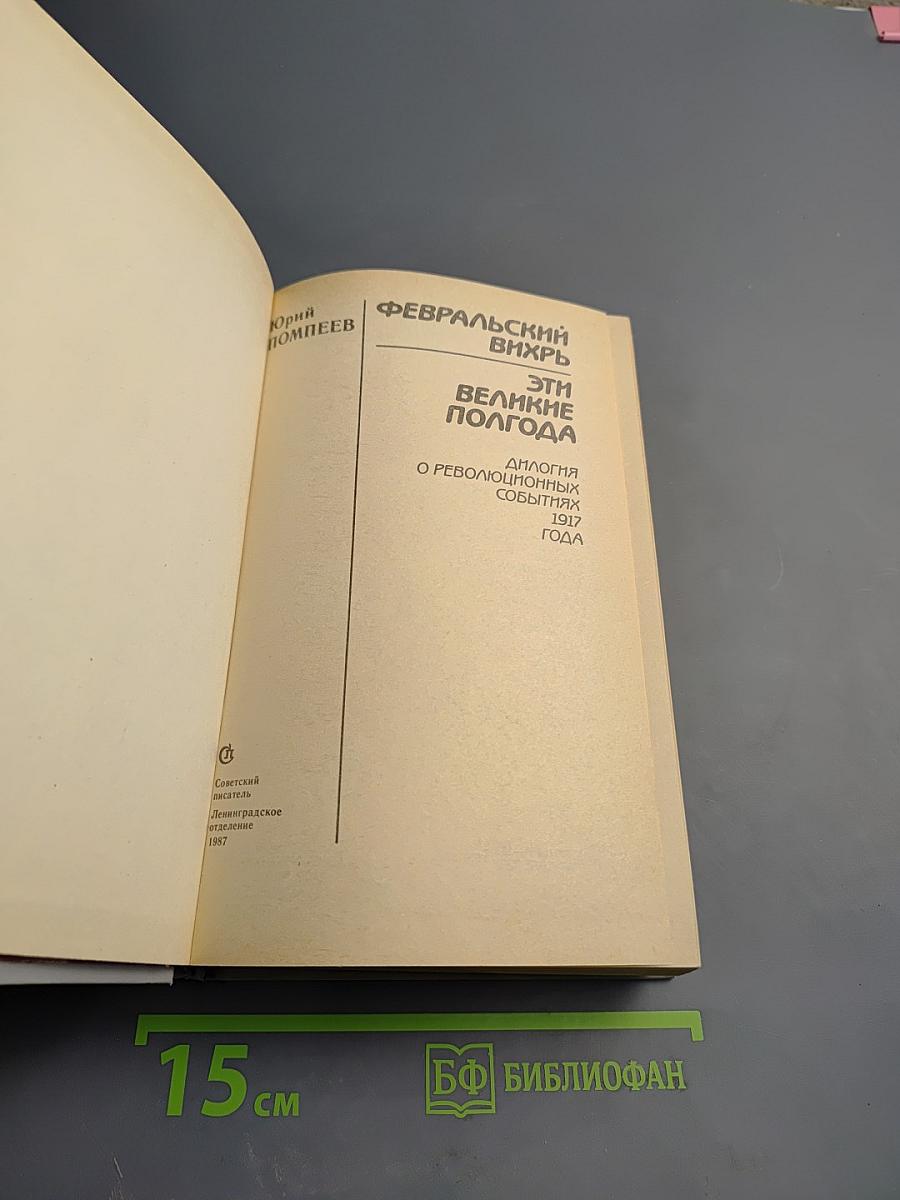 Юрий
ПОМПЕЕВ
ФЕВРАЛЬСКИЙ
ВИХРЬ
ЭТИ
ВЕЛИКИЕ
ПОЛГОДА
ДИЛОГИЯ
О РЕВОЛЮЦИОННЫХ
СОБЫТИЯХ
1917
ГОДА
Советский
писатель
Ленинградское
отделение
1987
15 см
БФ БИБЛИОФАН